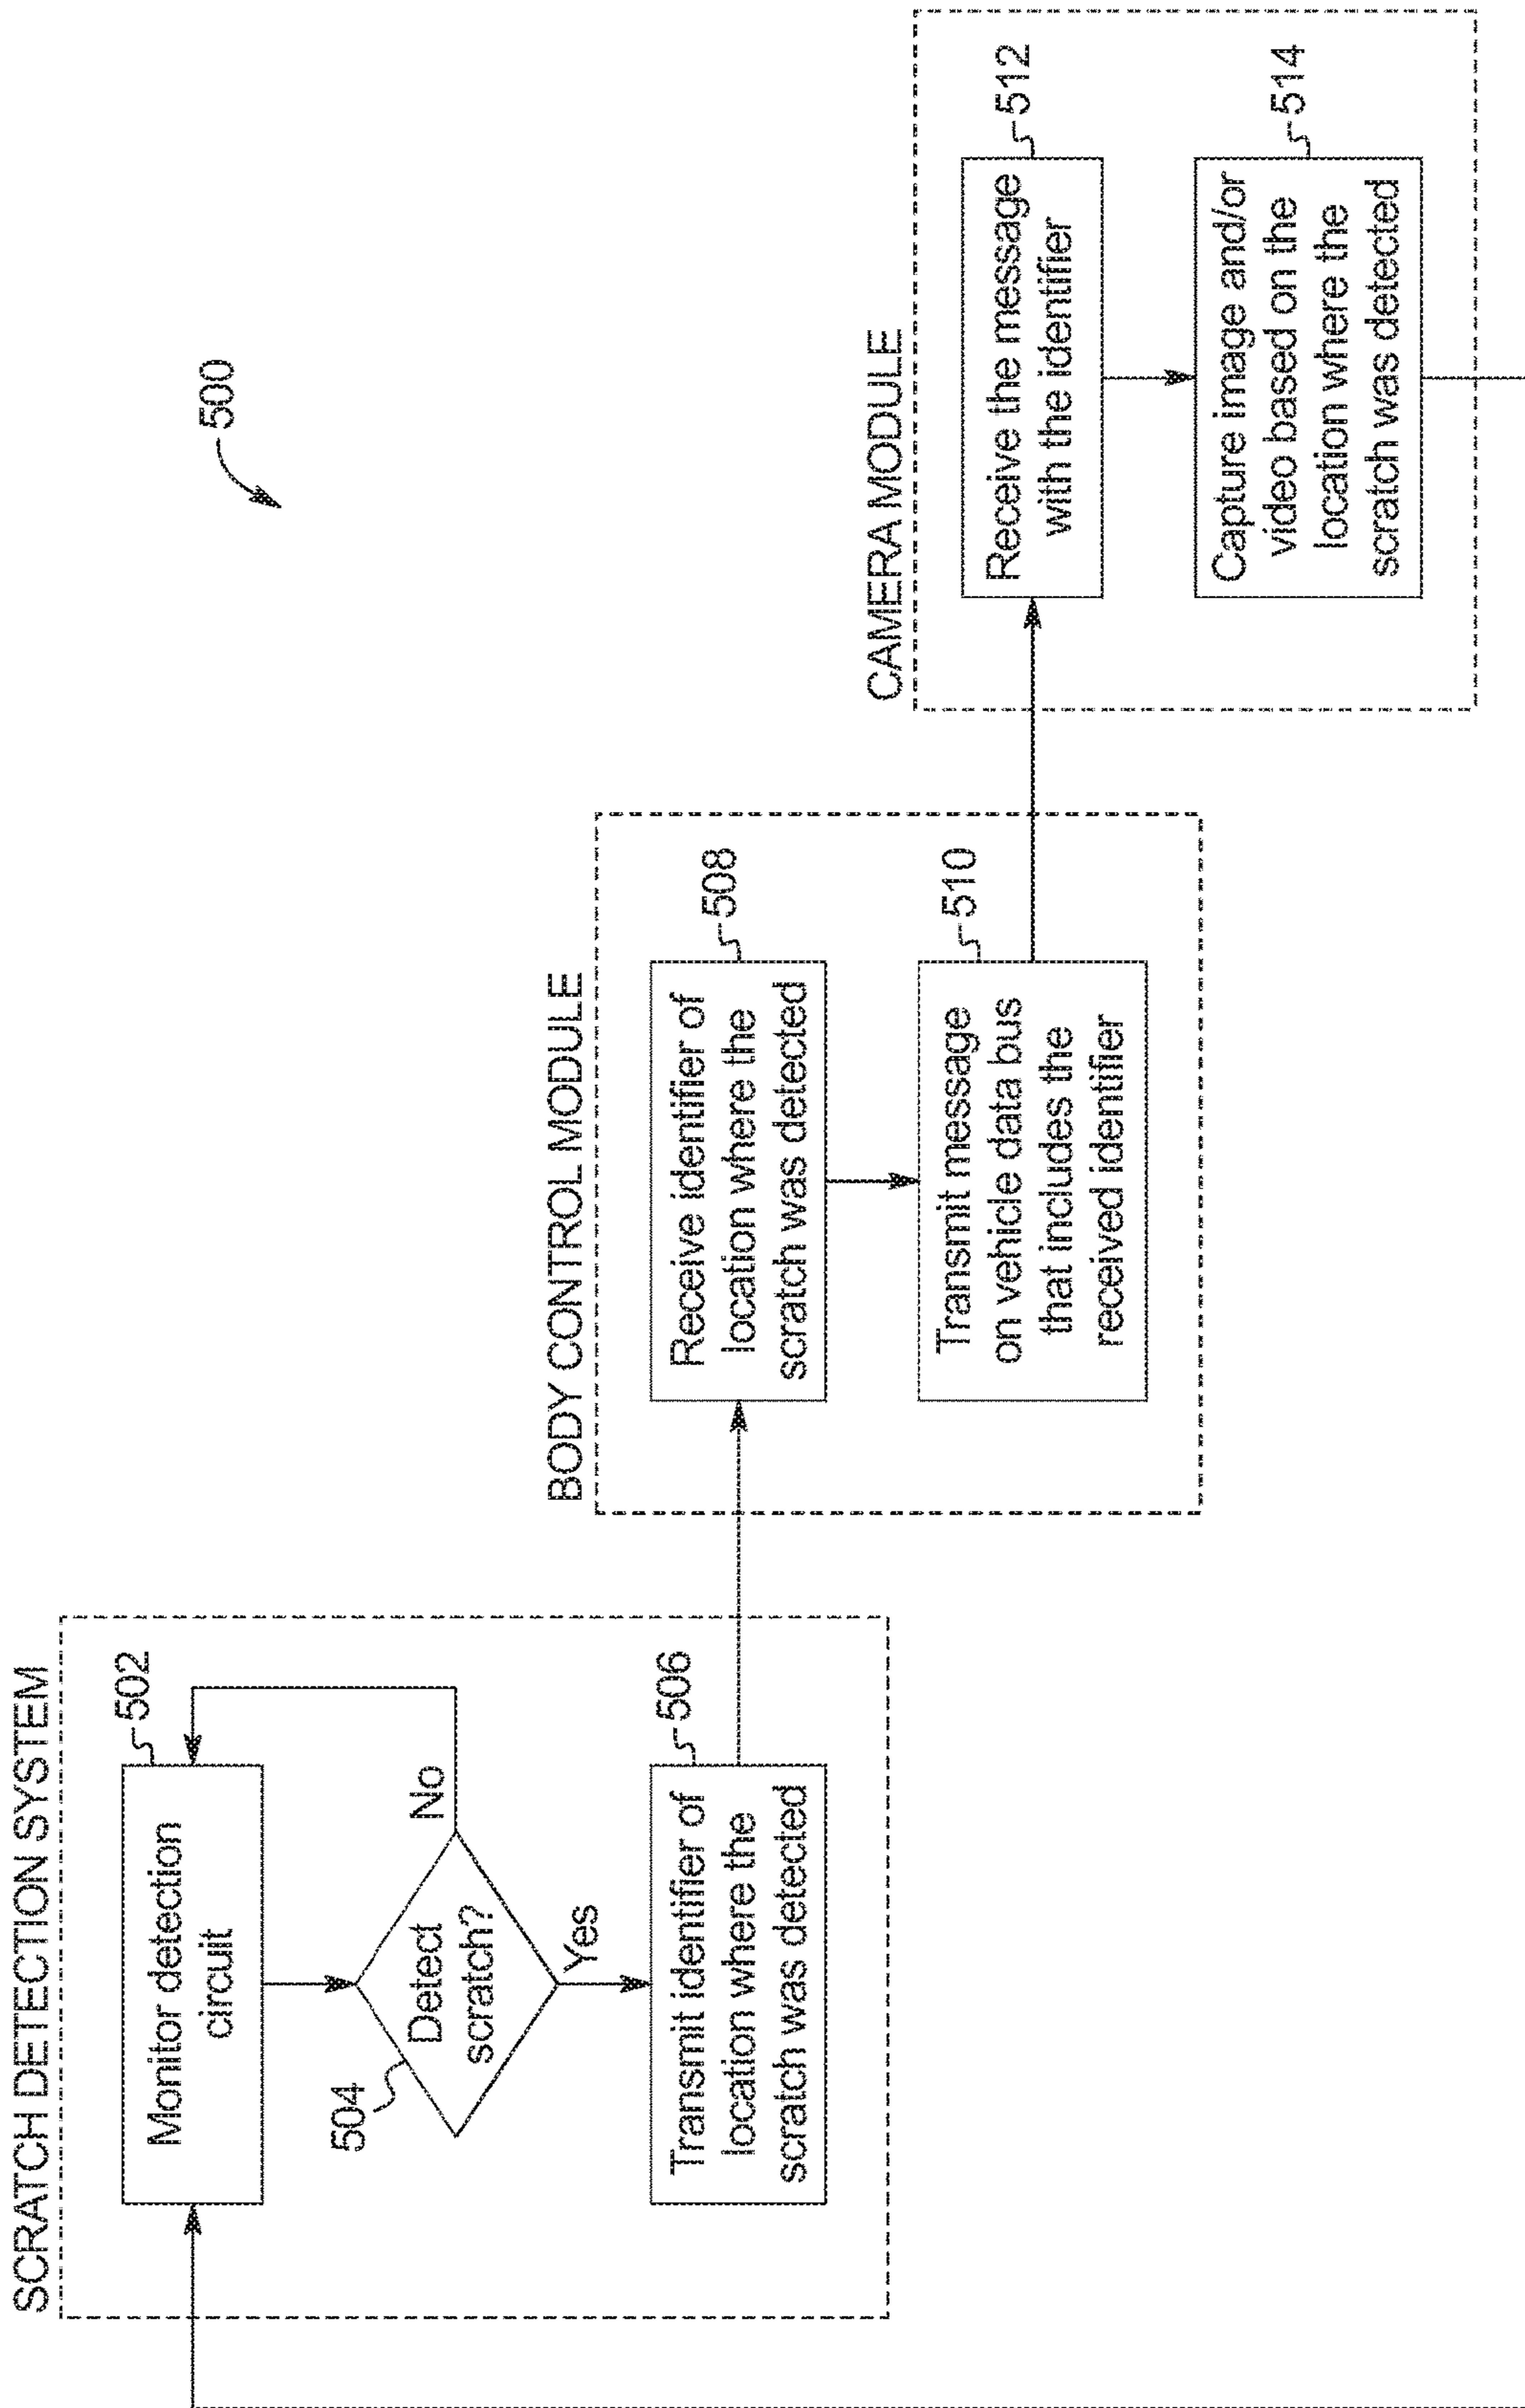 500
SCRATCH DETECTION SYSTEM
502
Monitor detection
circuit
504
Detect
scratch?
No
Yes
506
Transmit identifier of
location where the
scratch was detected
BODY CONTROL MODULE
508
Receive identifier of
location where the
scratch was detected
510
Transmit message
on vehicle data bus
that includes the
received identifier
CAMERA MODULE
512
Receive the message
with the identifier
514
Capture image and/or
video based on the
location where the
scratch was detected